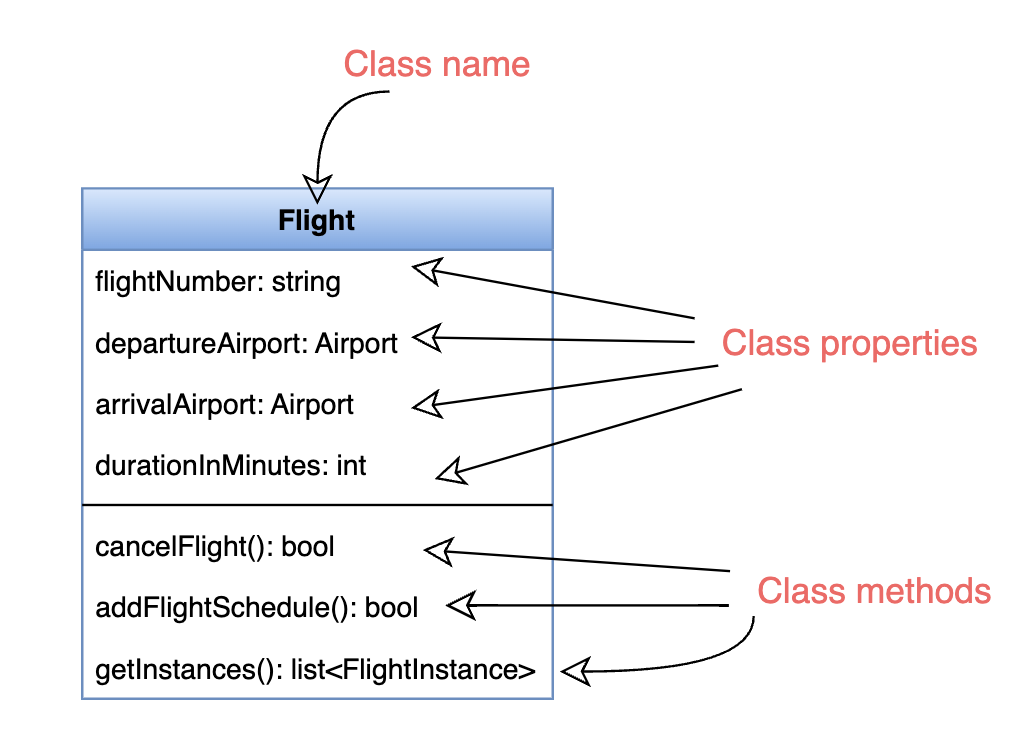 Class name
Flight
flightNumber: string
departureAirport: Airport
arrivalAirport: Airport
durationInMinutes: int
Class properties
cancelFlight(): bool
addFlightSchedule(): bool
getInstances(): list<FlightInstance>
Class methods